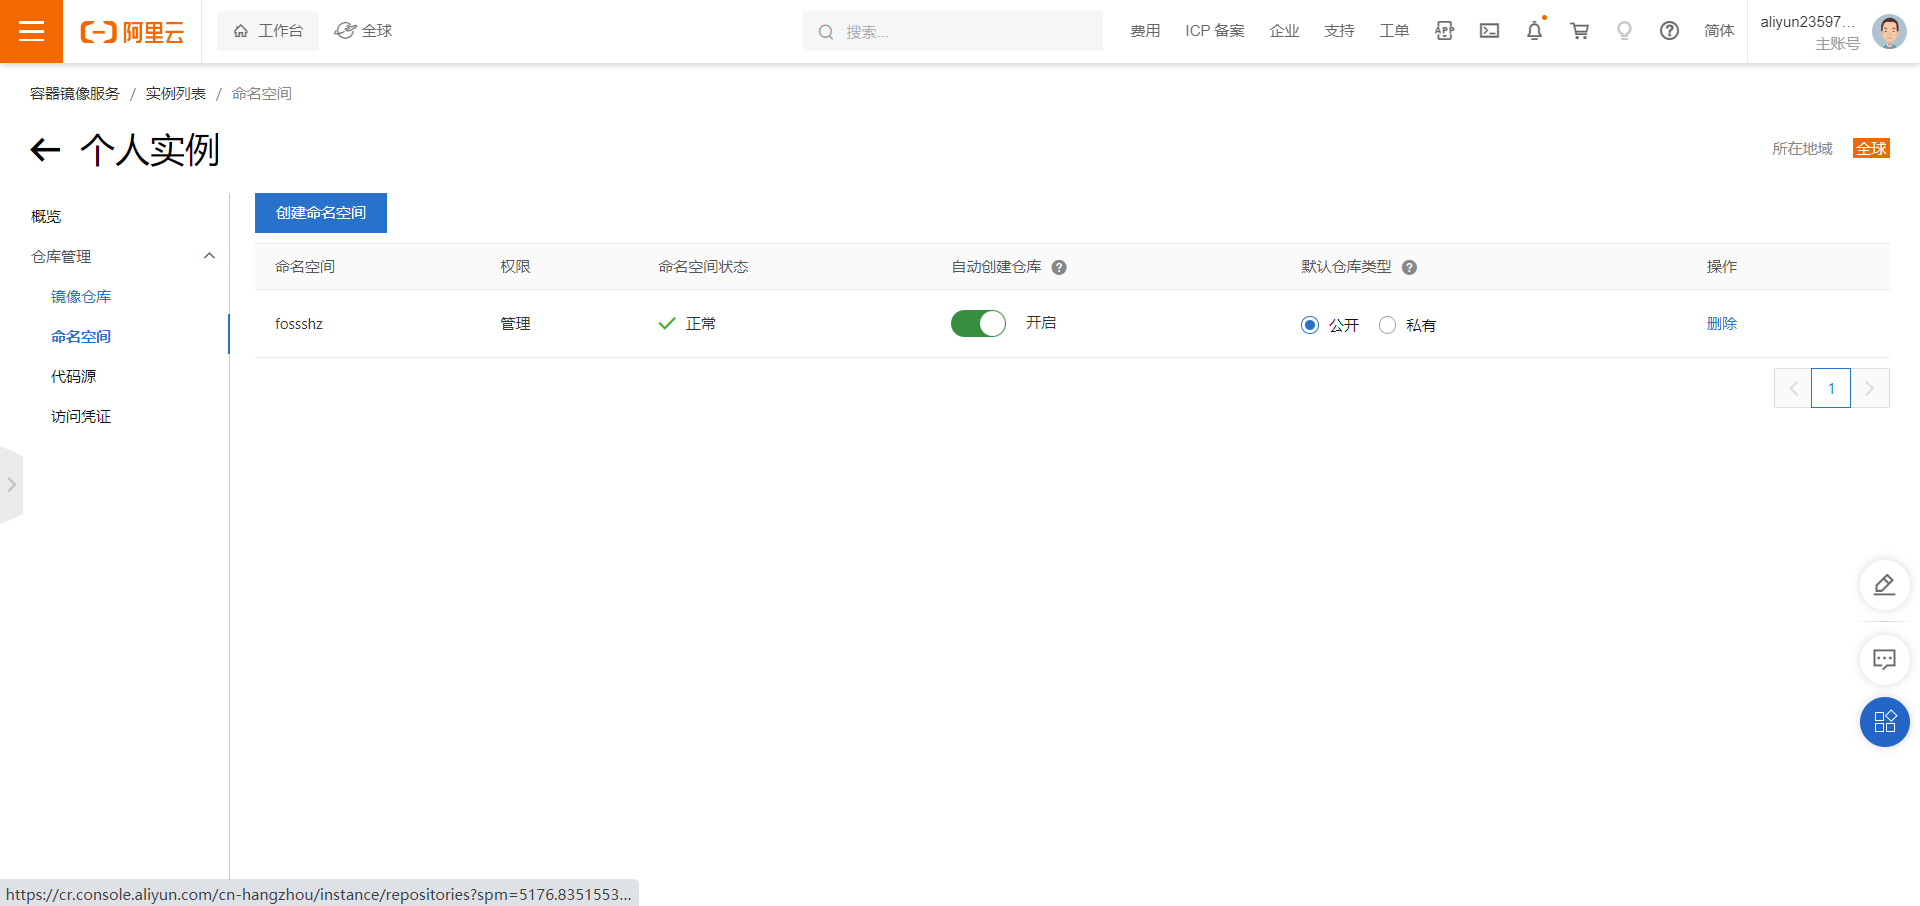 阿里云
工作台
全球
搜索...
费用
ICP 备案
企业
支持
工单
APP
简体
aliyun23597...
主账号
容器镜像服务 / 实例列表 / 命名空间
个人实例
所在地域 全球
概览
仓库管理
镜像仓库
命名空间
代码源
访问凭证
创建命名空间
命名空间 权限 命名空间状态 自动创建仓库 默认仓库类型 操作
fossshz 管理 正常 开启 公开 私有 删除
1
https://cr.console.aliyun.com/cn-hangzhou/instance/repositories?spm=5176.8351553...